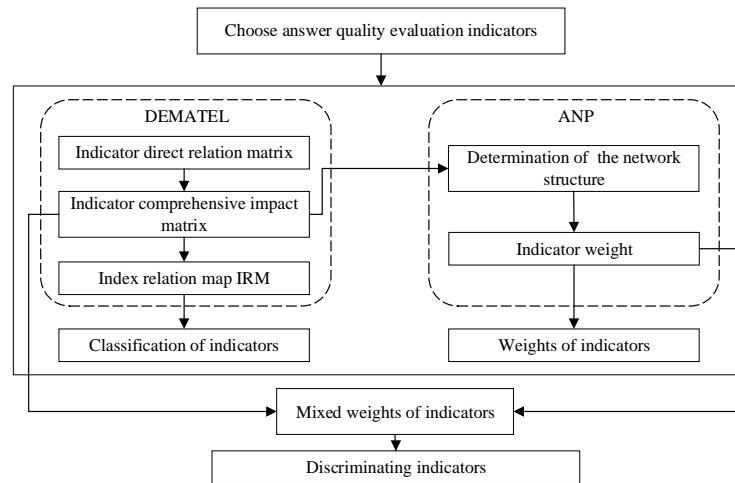 Choose answer quality evaluation indicators
DEMATEL
Indicator direct relation matrix
Indicator comprehensive impact
matrix
Index relation map IRM
Classification of indicators
ANP
Determination of the network
structure
Indicator weight
Weights of indicators
Mixed weights of indicators
Discriminating indicators